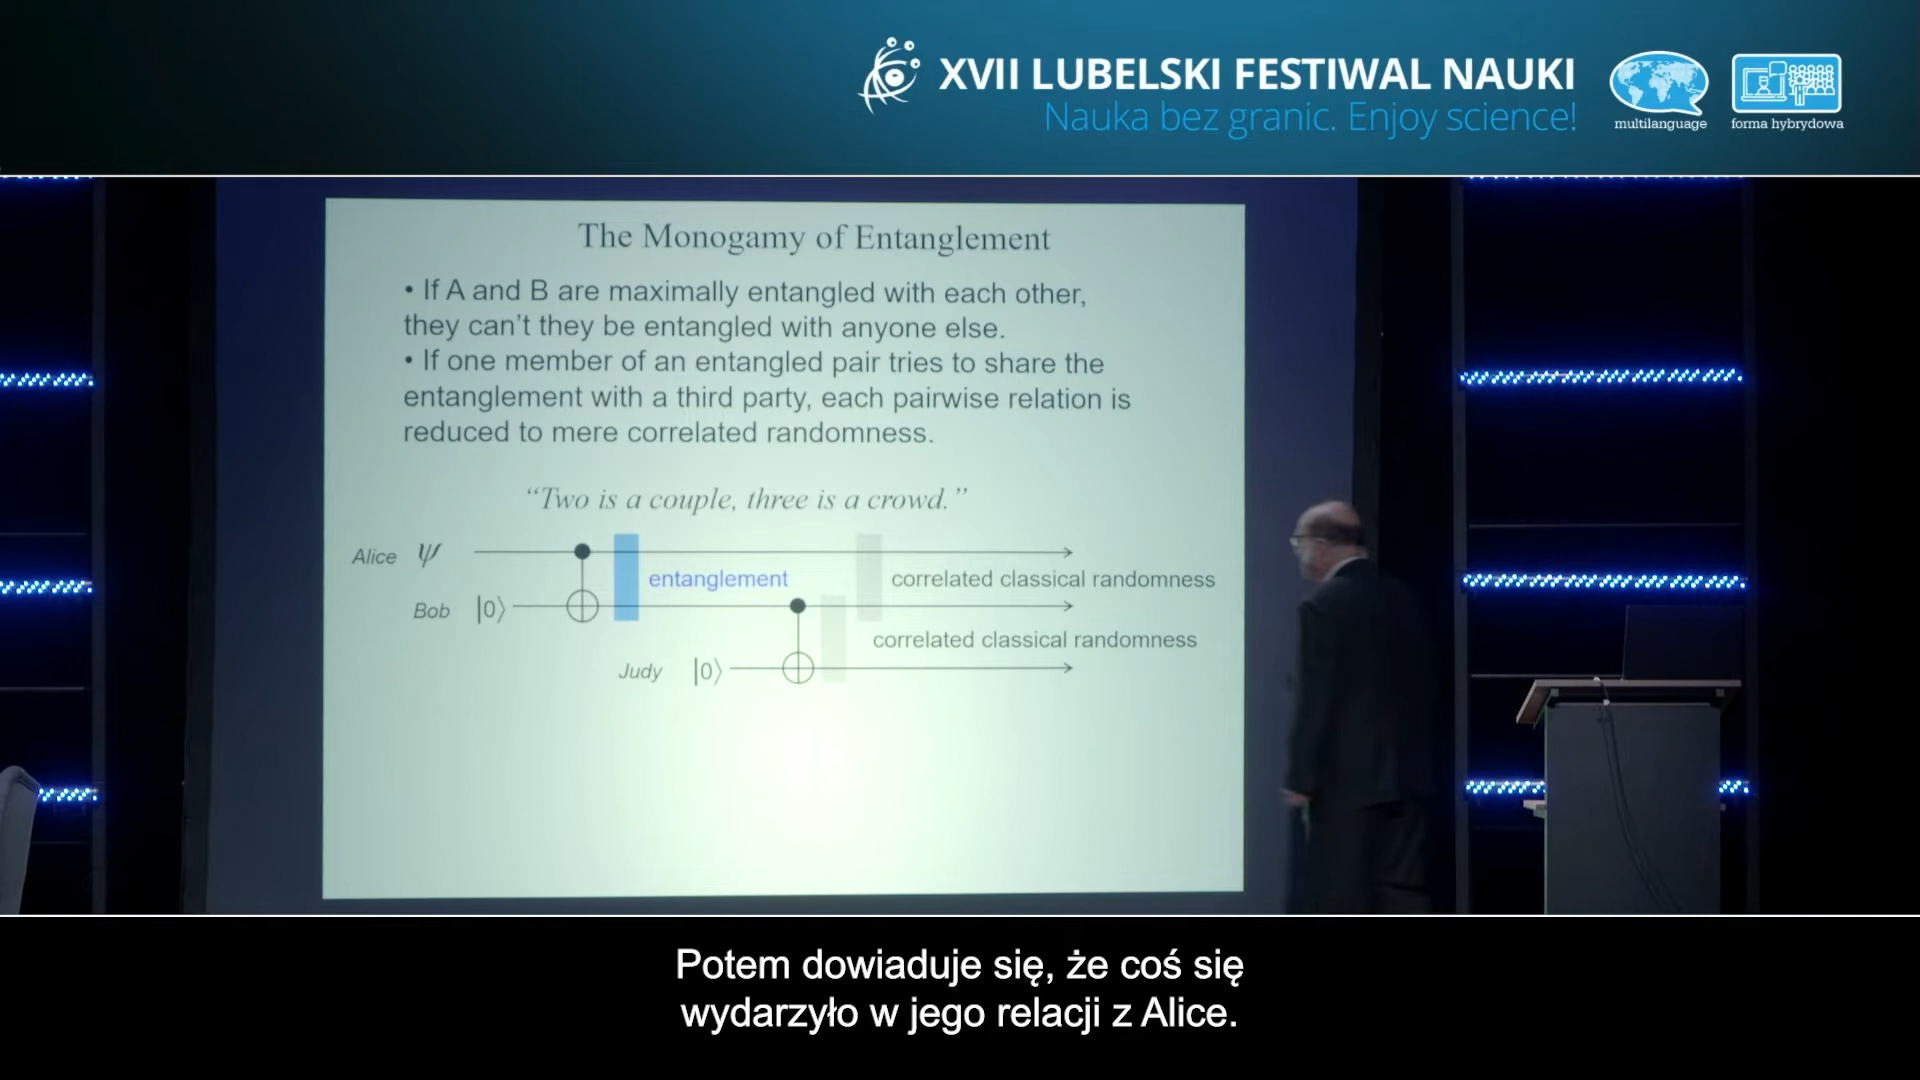 XVII LUBELSKI FESTIWAL NAUKI
Nauka bez granic. Enjoy science!
multilanguage
forma hybrydowa
The Monogamy of Entanglement
• If A and B are maximally entangled with each other,
they can't they be entangled with anyone else.
• If one member of an entangled pair tries to share the
entanglement with a third party, each pairwise relation is
reduced to mere correlated randomness.
“Two is a couple, three is a crowd.”
Alice ψ
entanglement
correlated classical randomness
Bob |0⟩
correlated classical randomness
Judy |0⟩
Potem dowiaduje się, że coś się
wydarzyło w jego relacji z Alice.